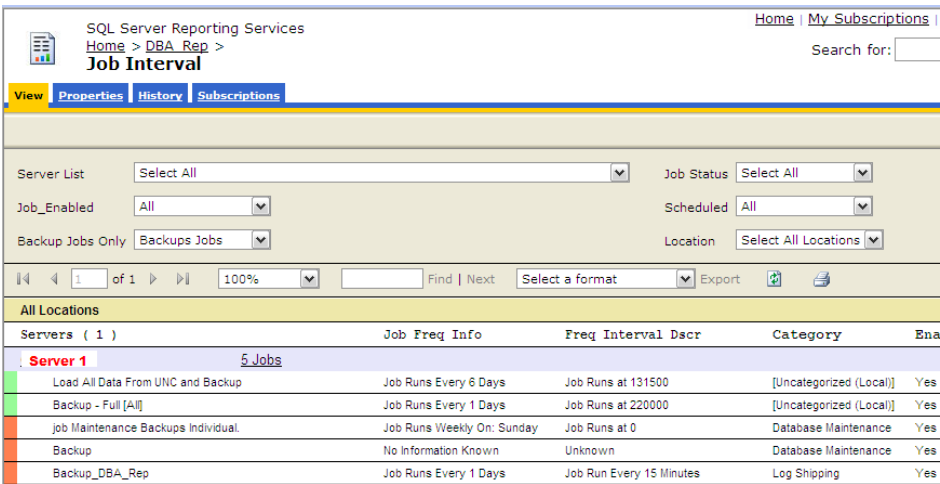 Home | My Subscriptions |
SQL Server Reporting Services
Home > DBA_Rep >
Job Interval
Search for:
View Properties History Subscriptions
Server List Select All Job Status Select All
Job_Enabled All Scheduled All
Backup Jobs Only Backups Jobs Location Select All Locations
1 of 1 100% Find | Next Select a format Export
All Locations
Servers ( 1 ) Job Freq Info Freq Interval Dscr Category Ena
Server 1 5 Jobs
Load All Data From UNC and Backup Job Runs Every 6 Days Job Runs at 131500 [Uncategorized (Local)] Yes
Backup - Full [All] Job Runs Every 1 Days Job Runs at 220000 [Uncategorized (Local)] Yes
job Maintenance Backups Individual. Job Runs Weekly On: Sunday Job Runs at 0 Database Maintenance Yes
Backup No Information Known Unknown Database Maintenance Yes
Backup_DBA_Rep Job Runs Every 1 Days Job Run Every 15 Minutes Log Shipping Yes